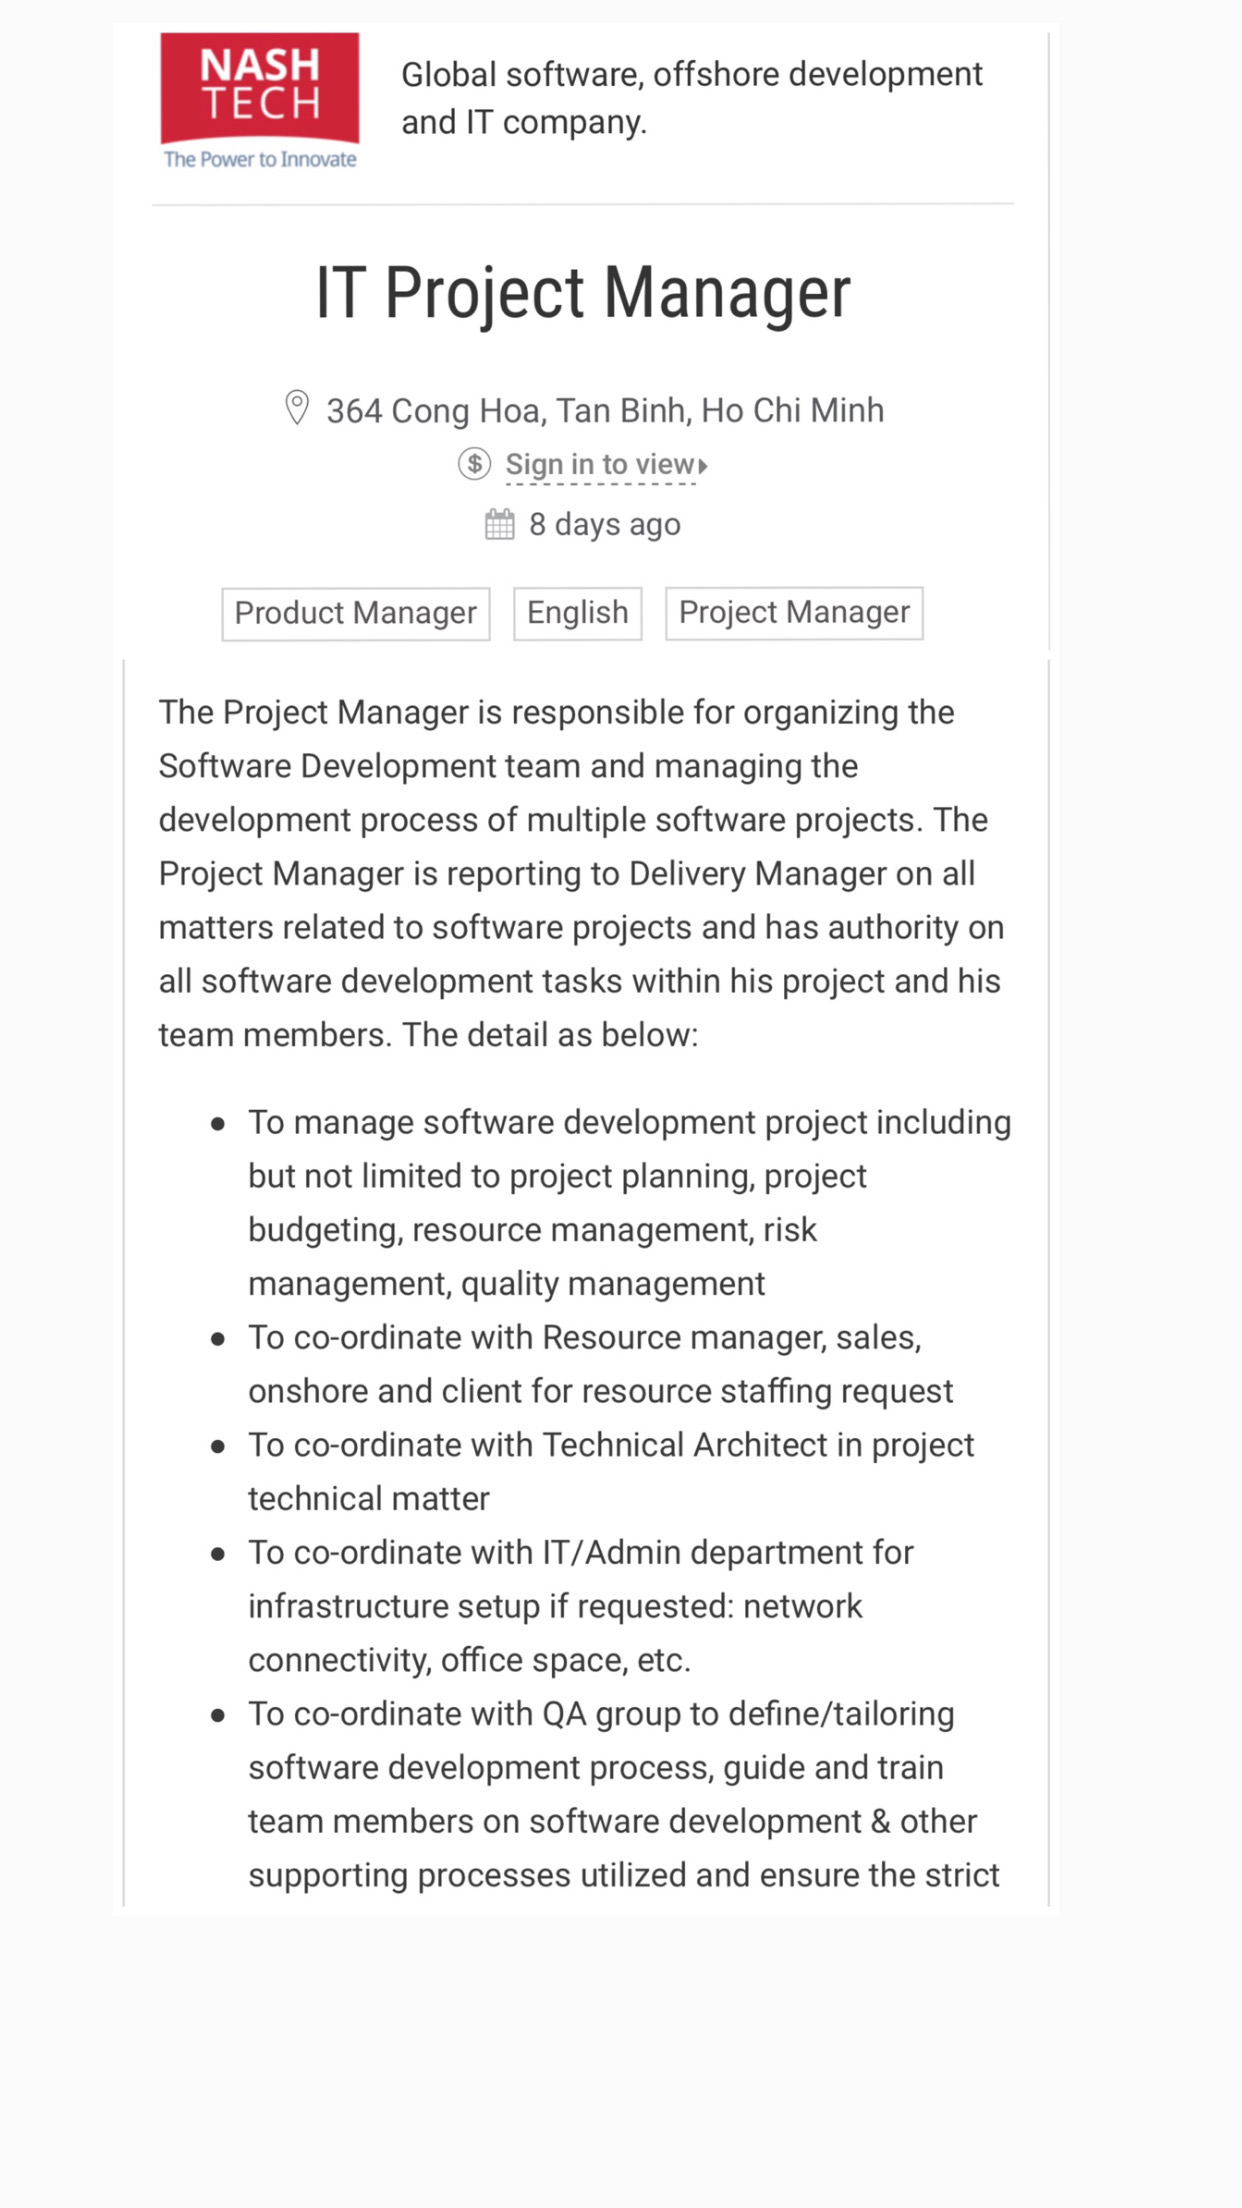 NASH
TECH
The Power to Innovate
Global software, offshore development
and IT company.
IT Project Manager
364 Cong Hoa, Tan Binh, Ho Chi Minh
$ Sign in to view
8 days ago
Product Manager English Project Manager
The Project Manager is responsible for organizing the
Software Development team and managing the
development process of multiple software projects. The
Project Manager is reporting to Delivery Manager on all
matters related to software projects and has authority on
all software development tasks within his project and his
team members. The detail as below:
• To manage software development project including
but not limited to project planning, project
budgeting, resource management, risk
management, quality management
• To co-ordinate with Resource manager, sales,
onshore and client for resource staffing request
• To co-ordinate with Technical Architect in project
technical matter
• To co-ordinate with IT/Admin department for
infrastructure setup if requested: network
connectivity, office space, etc.
• To co-ordinate with QA group to define/tailoring
software development process, guide and train
team members on software development & other
supporting processes utilized and ensure the strict